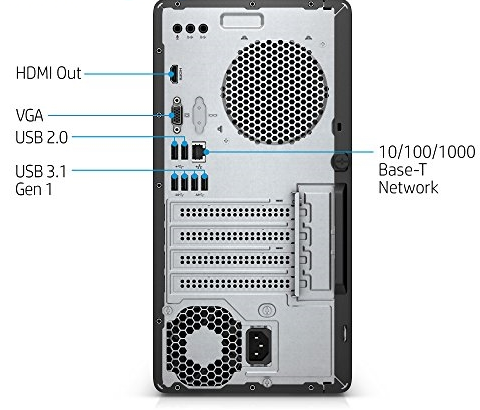 HDMI Out
VGA
USB 2.0
USB 3.1
Gen 1
10/100/1000
Base-T
Network